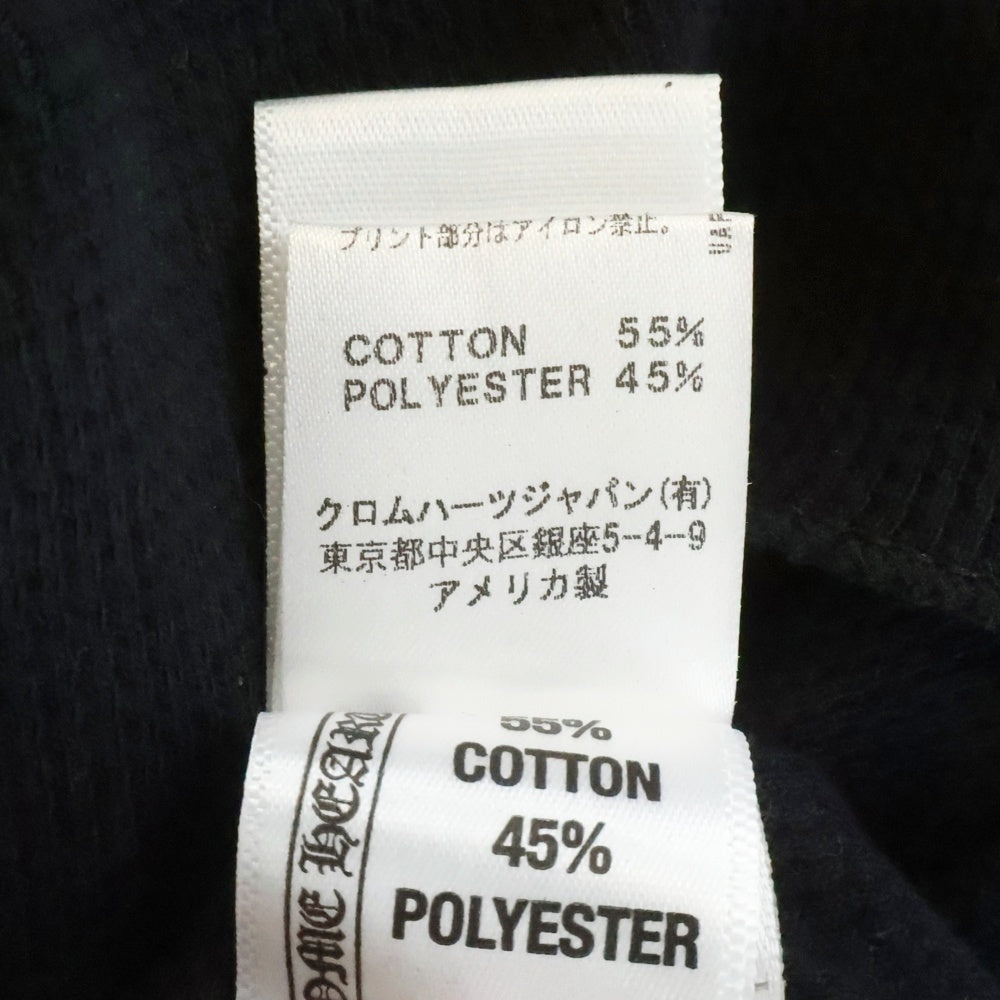 プリント部分はアイロン禁止。
COTTON 55%
POLYESTER 45%
クロムハーツジャパン(有)
東京都中央区銀座5-4-9
アメリカ製
55%
COTTON
45%
POLYESTER
OME HEAR